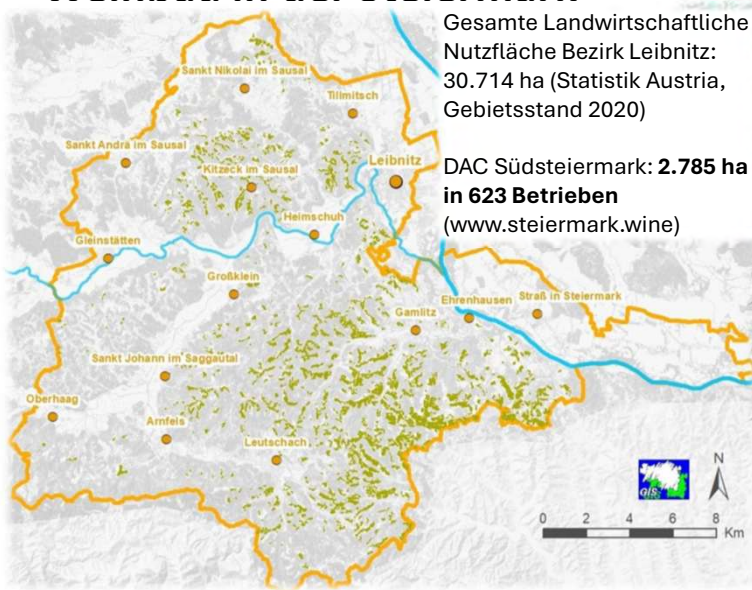 Gesamte Landwirtschaftliche
Nutzfläche Bezirk Leibnitz:
30.714 ha (Statistik Austria,
Gebietsstand 2020)
DAC Südsteiermark: 2.785 ha
in 623 Betrieben
(www.steiermark.wine)
Sankt Nikolai im Sausal
Tillmitsch
Sankt Andrä im Sausal
Leibnitz
Kitzeck im Sausal
Heimschuh
Gleinstätten
Großklein
Ehrenhausen
Straß in Steiermark
Gamlitz
Sankt Johann im Saggautal
Oberhaag
Arnfels
Leutschach
GIS
N
0 2 4 6 8
Km